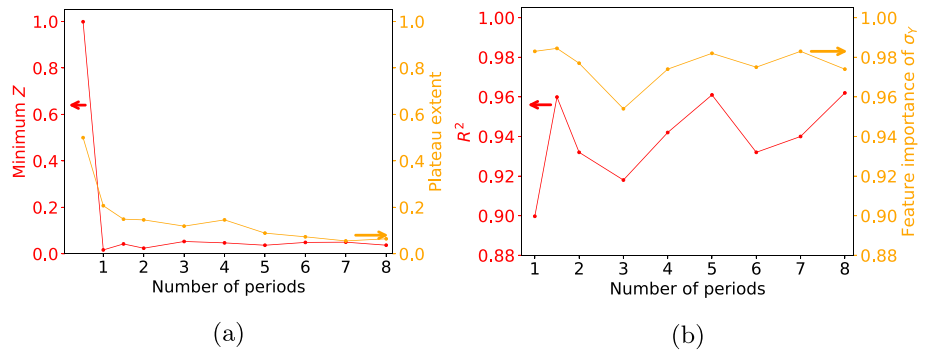 Minimum Z
1.0
0.8
0.6
0.4
0.2
0.0
1 2 3 4 5 6 7 8
Number of periods
1.0
0.8
0.6
0.4
0.2
0.0
Plateau extent
(a)
R²
1.00
0.98
0.96
0.94
0.92
0.90
0.88
1 2 3 4 5 6 7 8
Number of periods
1.00
0.98
0.96
0.94
0.92
0.90
0.88
Feature importance of σ_Y
(b)